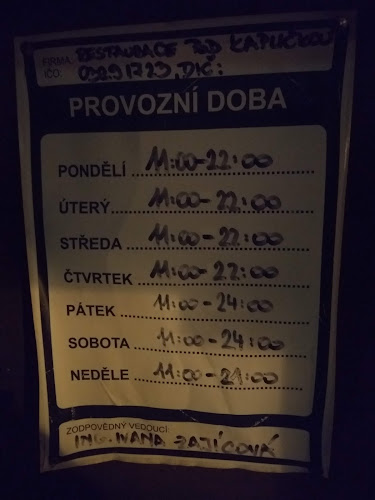 FIRMA: RESTAURACE POD KAPLIČKOU
IČO: 03991723, DIČ:
PROVOZNÍ DOBA
PONDĚLÍ 11:00-22:00
ÚTERÝ 11:00-22:00
STŘEDA 11:00-22:00
ČTVRTEK 11:00-22:00
PÁTEK 11:00-24:00
SOBOTA 11:00-24:00
NEDĚLE 11:00-21:00
ZODPOVĚDNÝ VEDOUCÍ:
ING. IVANA ZAJÍCOVÁ